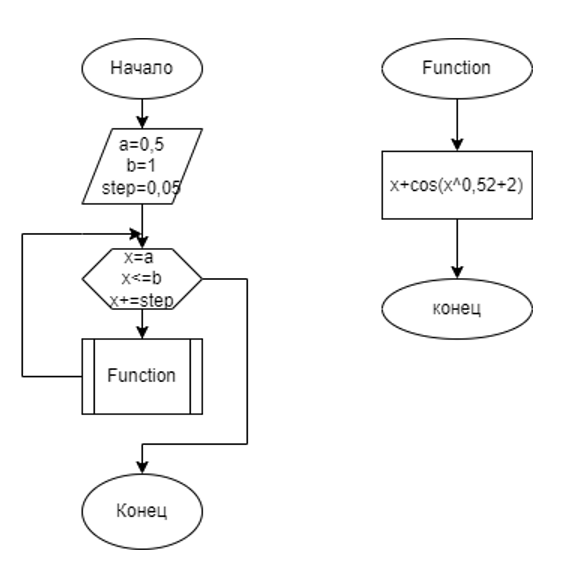 Начало
a=0,5
b=1
step=0,05
x=a
x<=b
x+=step
Function
Конец
Function
x+cos(x^0,52+2)
конец